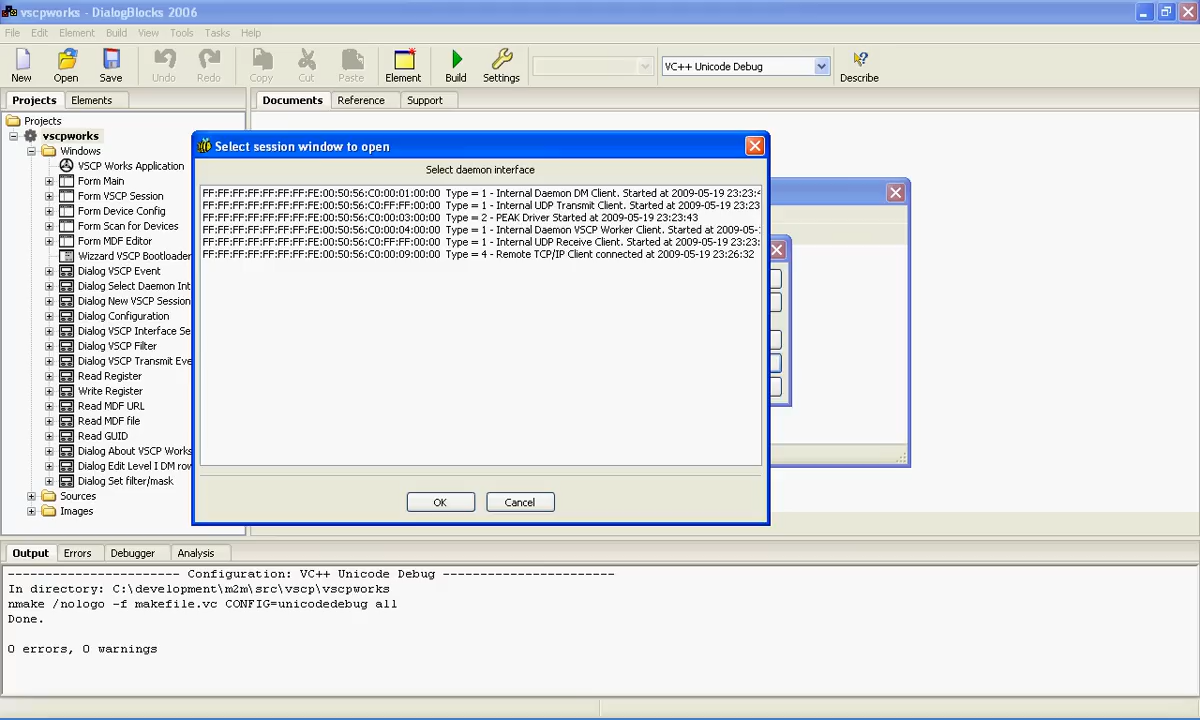 vscpworks - DialogBlocks 2006
File Edit Element Build View Tools Tasks Help
New Open Save Undo Redo Copy Cut Paste Element Build Settings VC++ Unicode Debug Describe
Projects Elements
Documents Reference Support
Projects
vscpworks
Windows
VSCP Works Application
Form Main
Form VSCP Session
Form Device Config
Form Scan for Devices
Form MDF Editor
Wizzard VSCP Bootloader
Dialog VSCP Event
Dialog Select Daemon Int
Dialog New VSCP Session
Dialog Configuration
Dialog VSCP Interface Se
Dialog VSCP Filter
Dialog VSCP Transmit Eve
Read Register
Write Register
Read MDF URL
Read MDF file
Read GUID
Dialog About VSCP Works
Dialog Edit Level I DM row
Dialog Set filter/mask
Sources
Images
Select session window to open
Select daemon interface
FF:FF:FF:FF:FF:FF:FF:FE:00:50:56:C0:00:01:00:00 Type = 1 - Internal Daemon DM Client. Started at 2009-05-19 23:23:4
FF:FF:FF:FF:FF:FF:FF:FE:00:50:56:C0:00:FF:00:00 Type = 1 - Internal UDP Transmit Client. Started at 2009-05-19 23:23
FF:FF:FF:FF:FF:FF:FF:FE:00:50:56:C0:00:03:00:00 Type = 2 - PEAK Driver Started at 2009-05-19 23:23:43
FF:FF:FF:FF:FF:FF:FF:FE:00:50:56:C0:00:04:00:00 Type = 1 - Internal Daemon VSCP Worker Client. Started at 2009-05-
FF:FF:FF:FF:FF:FF:FF:FE:00:50:56:C0:00:FF:FF:00:00 Type = 1 - Internal UDP Receive Client. Started at 2009-05-19 23:23:
FF:FF:FF:FF:FF:FF:FF:FE:00:50:56:C0:00:09:00:00 Type = 4 - Remote TCP/IP Client connected at 2009-05-19 23:26:32
OK Cancel
Output Errors Debugger Analysis
----------------------- Configuration: VC++ Unicode Debug -----------------------
In directory: C:\development\m2m\src\vscp\vscpworks
nmake /nologo -f makefile.vc CONFIG=unicodedebug all
Done.
0 errors, 0 warnings